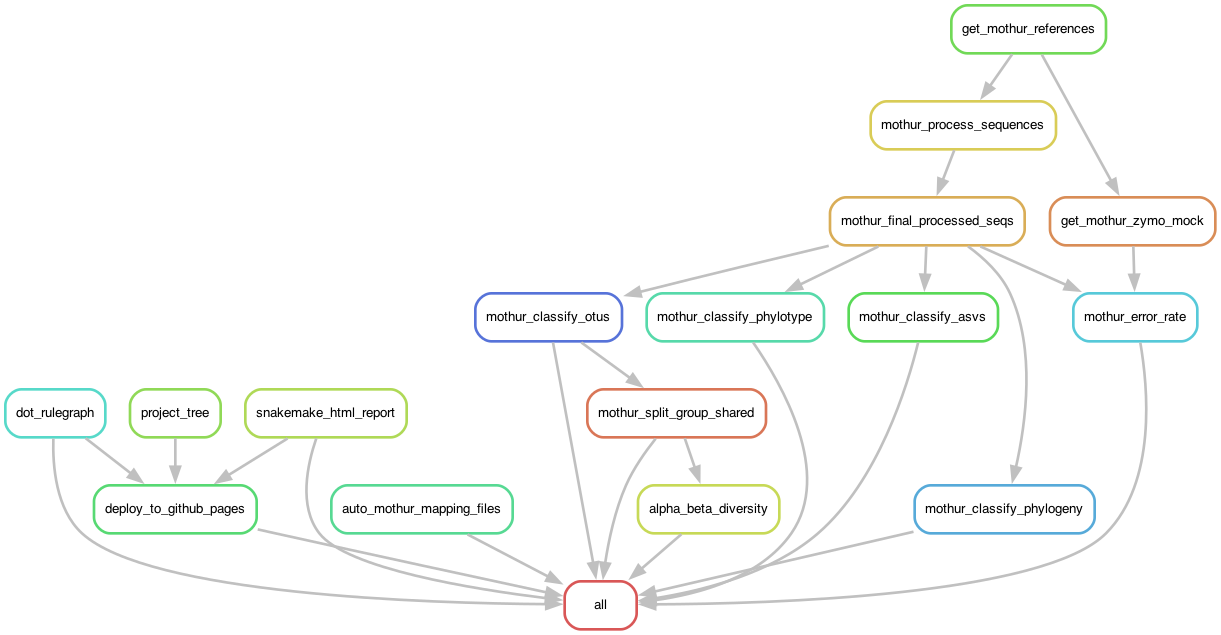 get_mothur_references
mothur_process_sequences
mothur_final_processed_seqs
get_mothur_zymo_mock
mothur_classify_otus
mothur_classify_phylotype
mothur_classify_asvs
mothur_error_rate
dot_rulegraph
project_tree
snakemake_html_report
mothur_split_group_shared
deploy_to_github_pages
auto_mothur_mapping_files
alpha_beta_diversity
mothur_classify_phylogeny
all